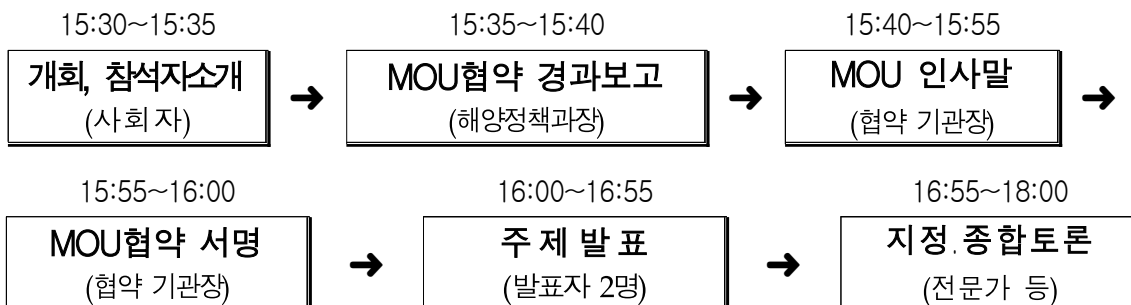 15:30~15:35
개회, 참석자소개
(사회자)
➜
15:35~15:40
MOU협약 경과보고
(해양정책과장)
➜
15:40~15:55
MOU 인사말
(협약 기관장)
➜
15:55~16:00
MOU협약 서명
(협약 기관장)
➜
16:00~16:55
주 제 발 표
(발표자 2명)
➜
16:55~18:00
지정.종합토론
(전문가 등)